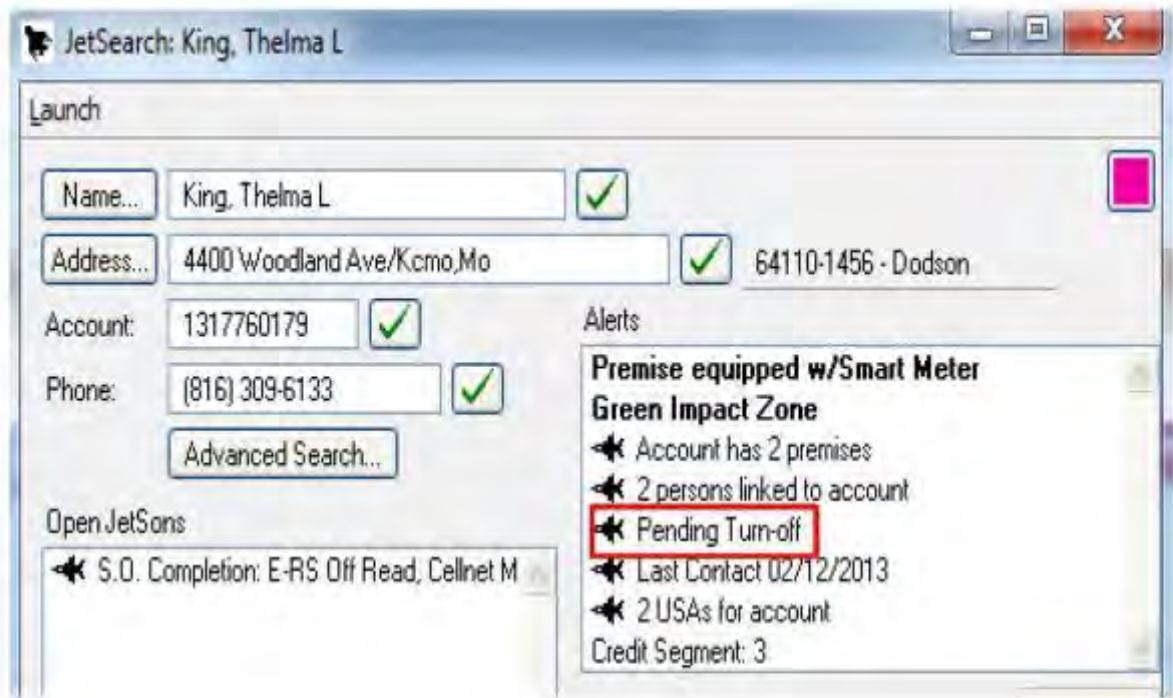 JetSearch: King, Thelma L
Launch
Name... King, Thelma L
Address... 4400 Woodland Ave/Kcmo,Mo 64110-1456 - Dodson
Account: 1317760179
Phone: (816) 309-6133
Advanced Search...
Alerts
Premise equipped w/Smart Meter
Green Impact Zone
Account has 2 premises
2 persons linked to account
Pending Turn-off
Last Contact 02/12/2013
2 USAs for account
Credit Segment: 3
Open JetSons
S.O. Completion: E-RS Off Read, Cellnet M